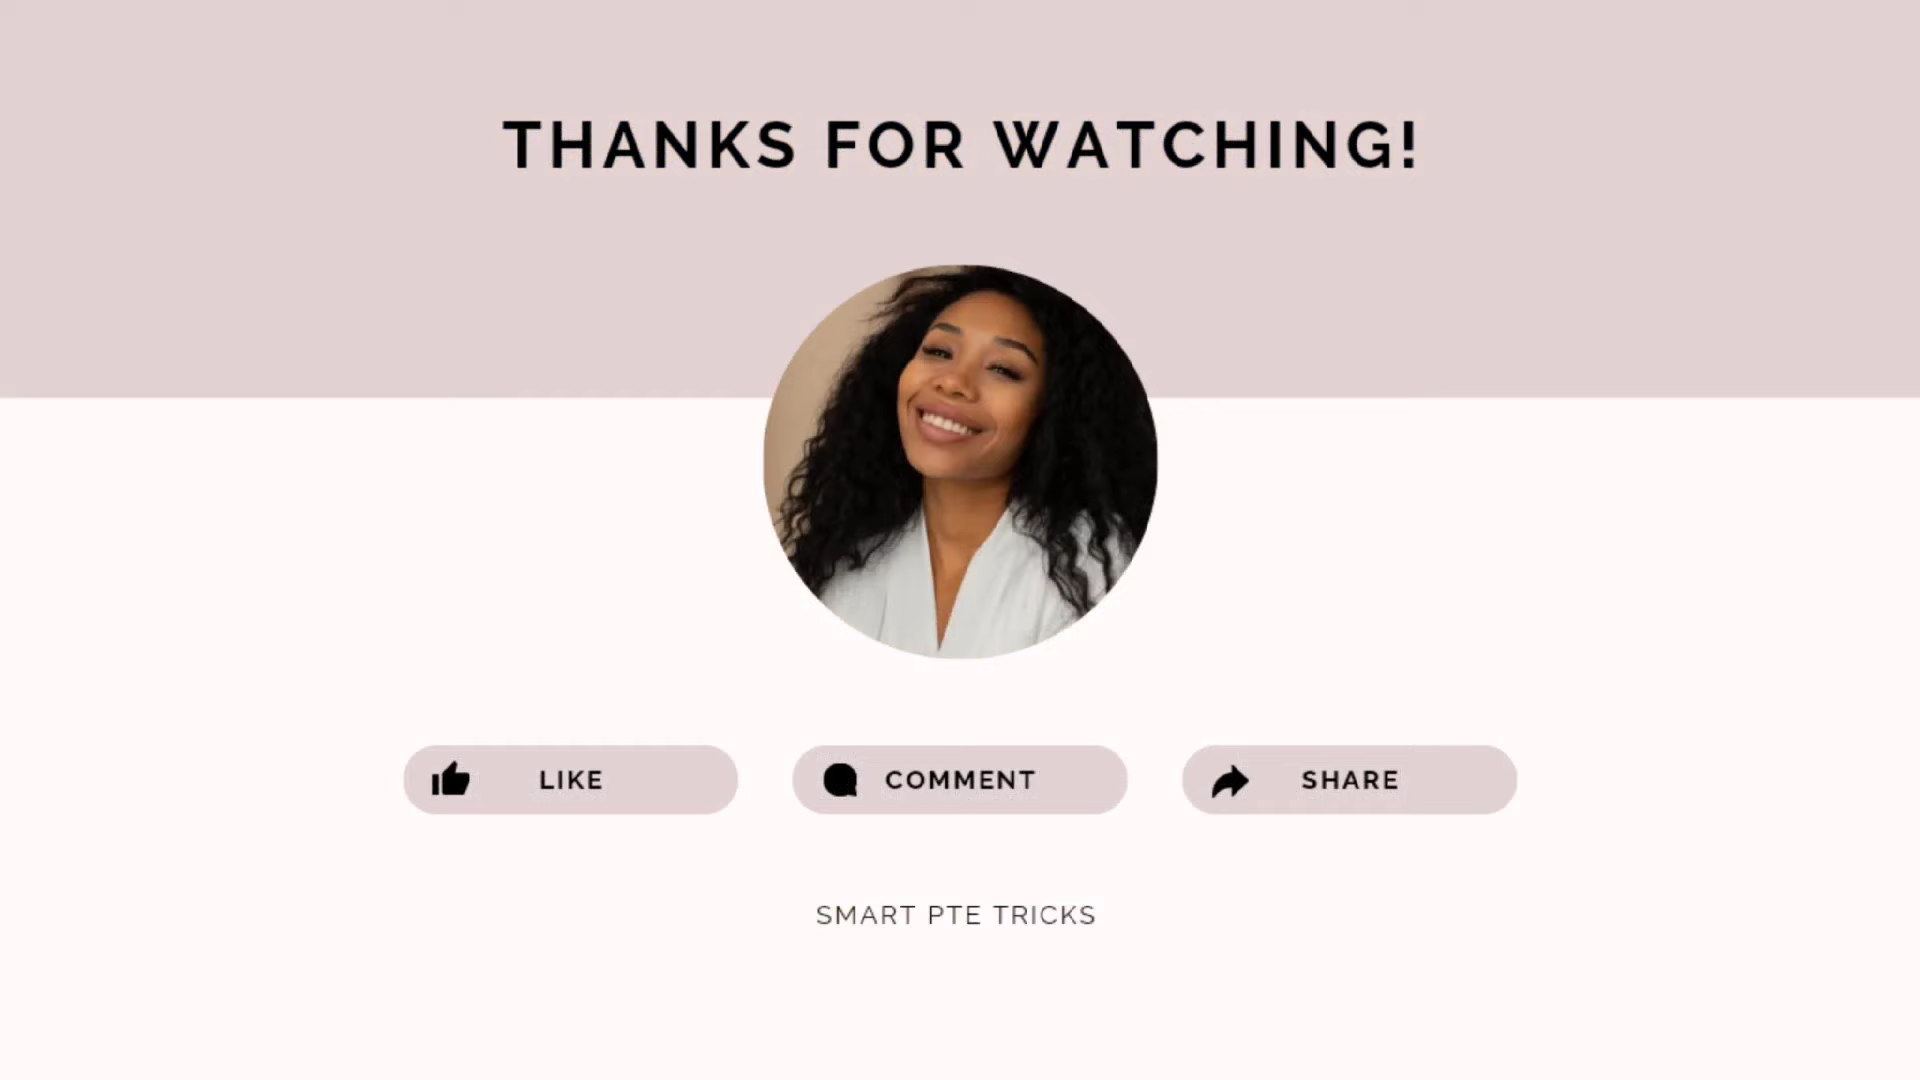 THANKS FOR WATCHING!
LIKE
COMMENT
SHARE
SMART PTE TRICKS